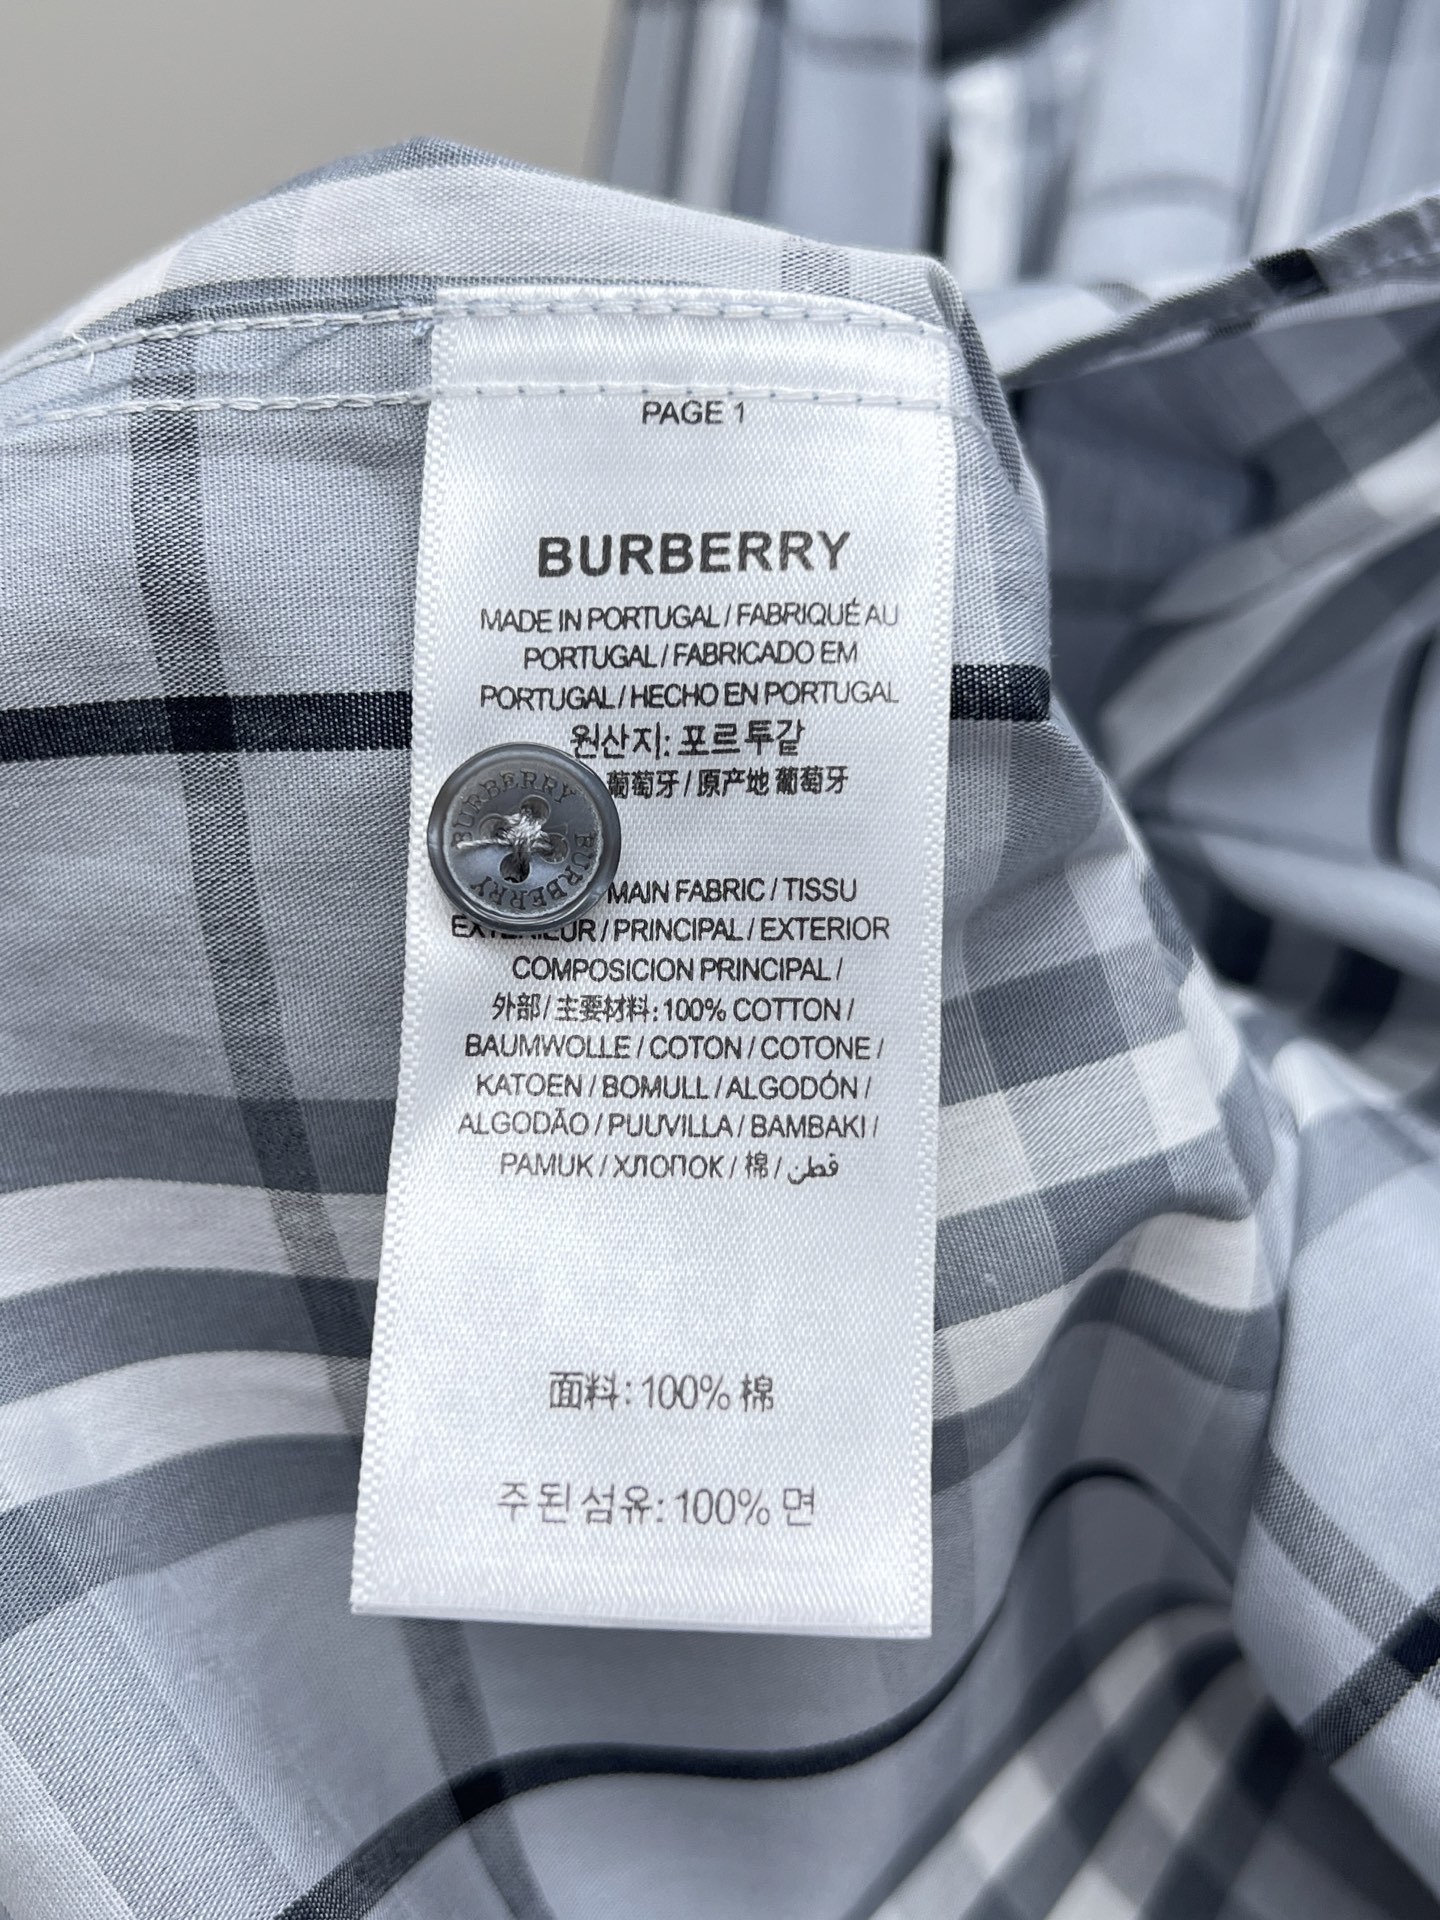 PAGE 1
BURBERRY
MADE IN PORTUGAL / FABRIQUÉ AU
PORTUGAL / FABRICADO EM
PORTUGAL / HECHO EN PORTUGAL
원산지: 포르투갈
葡萄牙 / 原产地 葡萄牙
BURBERRY BURBERRY
MAIN FABRIC / TISSU
EXTERIEUR / PRINCIPAL / EXTERIOR
COMPOSICION PRINCIPAL /
外部 / 主要材料: 100% COTTON /
BAUMWOLLE / COTON / COTONE /
KATOEN / BOMULL / ALGODÓN /
ALGODÃO / PUUVILLA / BAMBAKI /
PAMUK / ХЛОПОК / 棉 / قطن
面料: 100% 棉
주된 섬유: 100% 면